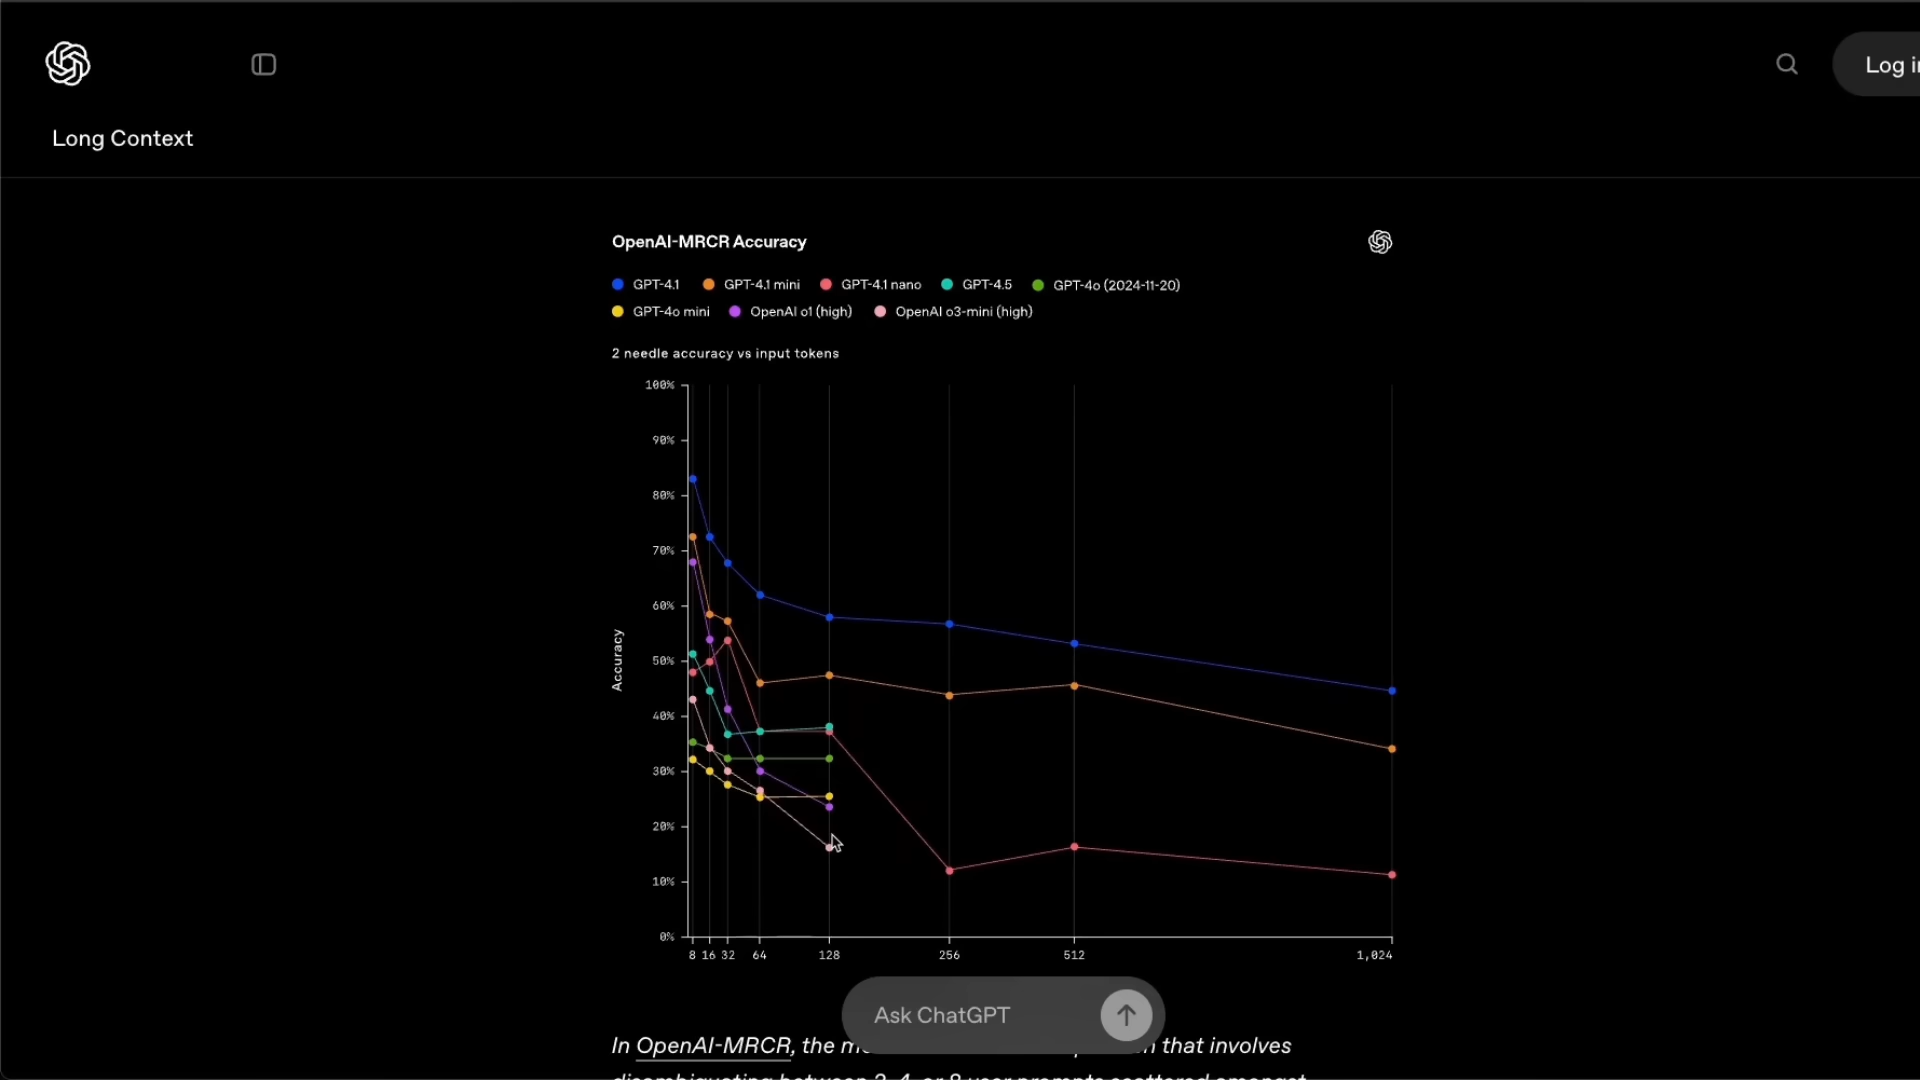 Log i
Long Context
OpenAI-MRCR Accuracy
GPT-4.1 GPT-4.1 mini GPT-4.1 nano GPT-4.5 GPT-4o (2024-11-20)
GPT-4o mini OpenAI o1 (high) OpenAI o3-mini (high)
2 needle accuracy vs input tokens
100%
90%
80%
70%
60%
50%
40%
30%
20%
10%
0%
Accuracy
8 16 32 64 128 256 512 1,024
Ask ChatGPT
In OpenAI-MRCR, the that involves